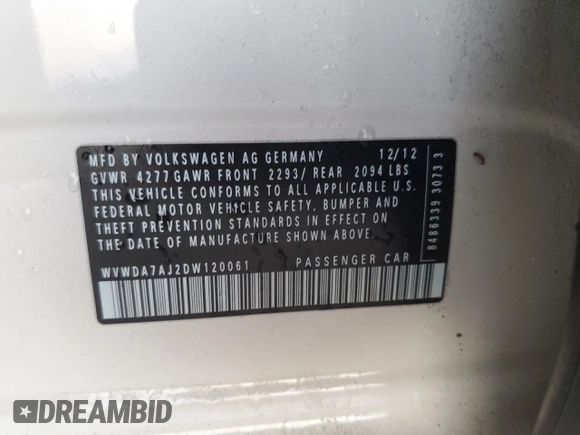 MFD BY VOLKSWAGEN AG GERMANY 12/12
GVWR 4277 GAWR FRONT 2293/ REAR 2094 LBS
THIS VEHICLE CONFORMS TO ALL APPLICABLE U.S.
FEDERAL MOTOR VEHICLE SAFETY, BUMPER AND
THEFT PREVENTION STANDARDS IN EFFECT ON
THE DATE OF MANUFACTURE SHOWN ABOVE.
WVWDA7AJ2DW120061 PASSENGER CAR
8486339 3073 3
DREAMBID